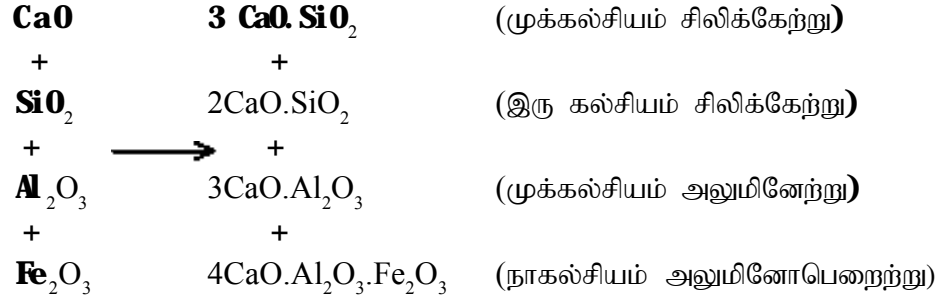 CaO 3 CaO.SiO₂ (முக்கல்சியம் சிலிக்கேற்று)
+ +
SiO₂ 2CaO.SiO₂ (இரு கல்சியம் சிலிக்கேற்று)
+ → +
Al₂O₃ 3CaO.Al₂O₃ (முக்கல்சியம் அலுமினேற்று)
+ +
Fe₂O₃ 4CaO.Al₂O₃.Fe₂O₃ (நாகல்சியம் அலுமினோபெறைற்று)